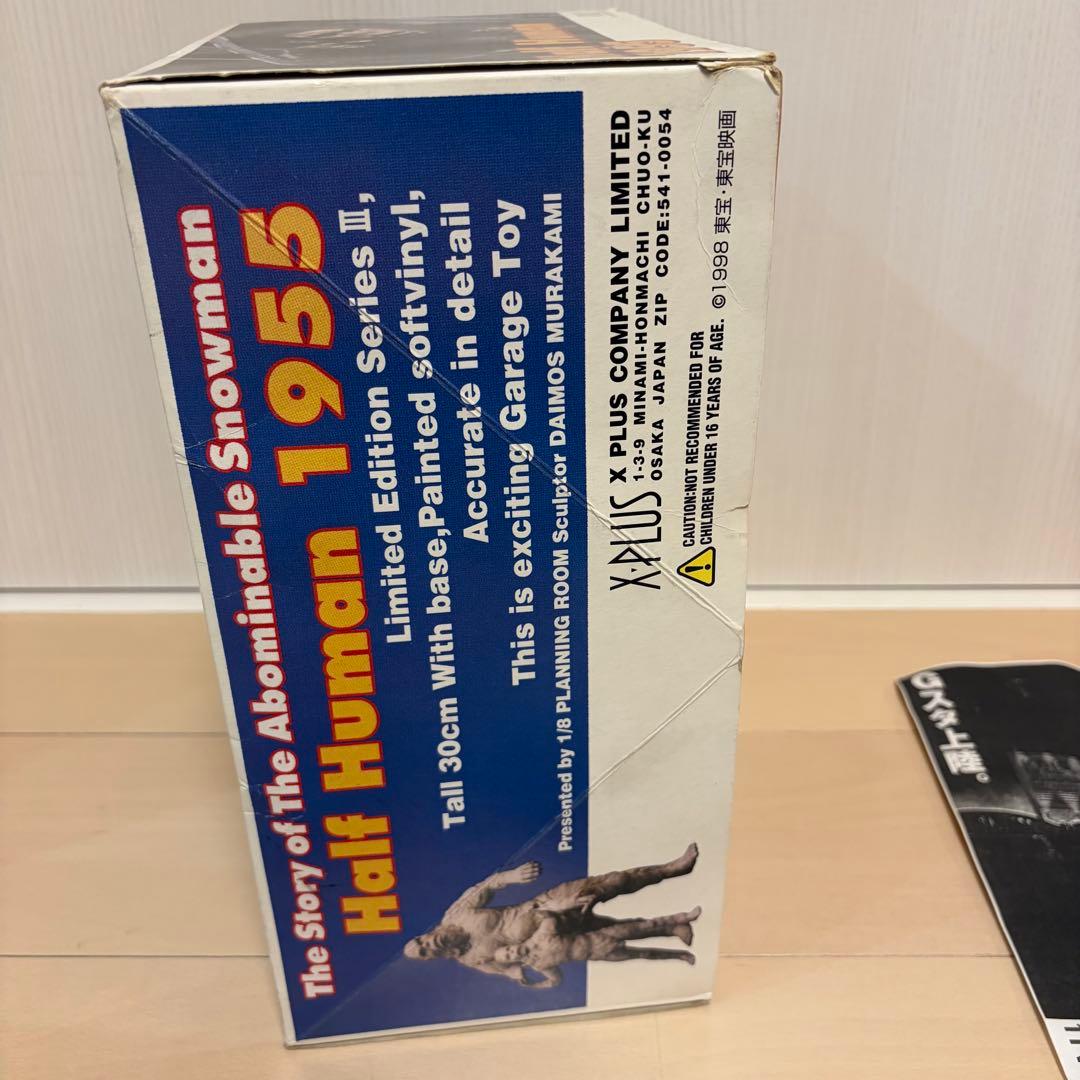 The Story of The Abominable Snowman
Half Human 1955
Limited Edition Series Ⅲ,
Tall 30cm With base,Painted softvinyl,
Accurate in detail
This is exciting Garage Toy
Presented by 1/8 PLANNING ROOM Sculptor DAIMOS MURAKAMI
X·PLUS
X PLUS COMPANY LIMITED
1-3-9 MINAMI-HONMACHI CHUO-KU
OSAKA JAPAN ZIP CODE:541-0054
CAUTION:NOT RECOMMENDED FOR
CHILDREN UNDER 16 YEARS OF AGE.
©1998 東宝・東宝映画